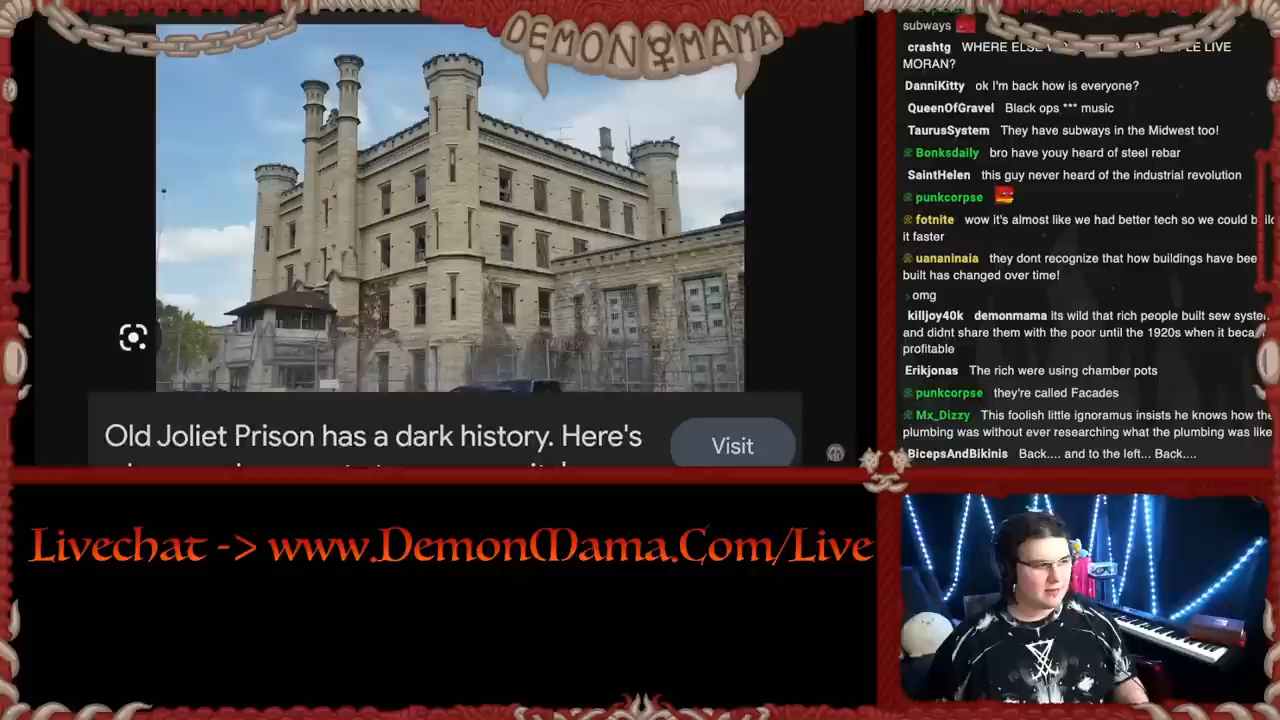 DEMON MAMA
subways
crashtg WHERE ELSE LIVE
MORAN?
DanniKitty ok I'm back how is everyone?
QueenOfGravel Black ops *** music
TaurusSystem They have subways in the Midwest too!
Bonksdaily bro have youy heard of steel rebar
SaintHelen this guy never heard of the industrial revolution
punkcorpse
fotnite wow it's almost like we had better tech so we could build
it faster
uananinaia they dont recognize that how buildings have bee
built has changed over time!
omg
killjoy40k demonmama its wild that rich people built sew syste
and didnt share them with the poor until the 1920s when it beca
profitable
Erikjonas The rich were using chamber pots
punkcorpse they're called Facades
Mx_Dizzy This foolish little ignoramus insists he knows how the
plumbing was without ever researching what the plumbing was like
BicepsAndBikinis Back.... and to the left... Back....
Old Joliet Prison has a dark history. Here's
Visit
Livechat -> www.DemonMama.Com/Live